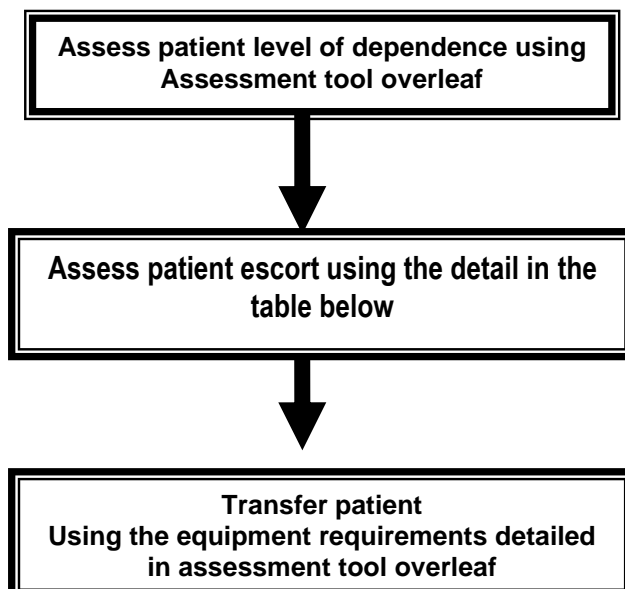 Assess patient level of dependence using
Assessment tool overleaf
Assess patient escort using the detail in the
table below
Transfer patient
Using the equipment requirements detailed
in assessment tool overleaf